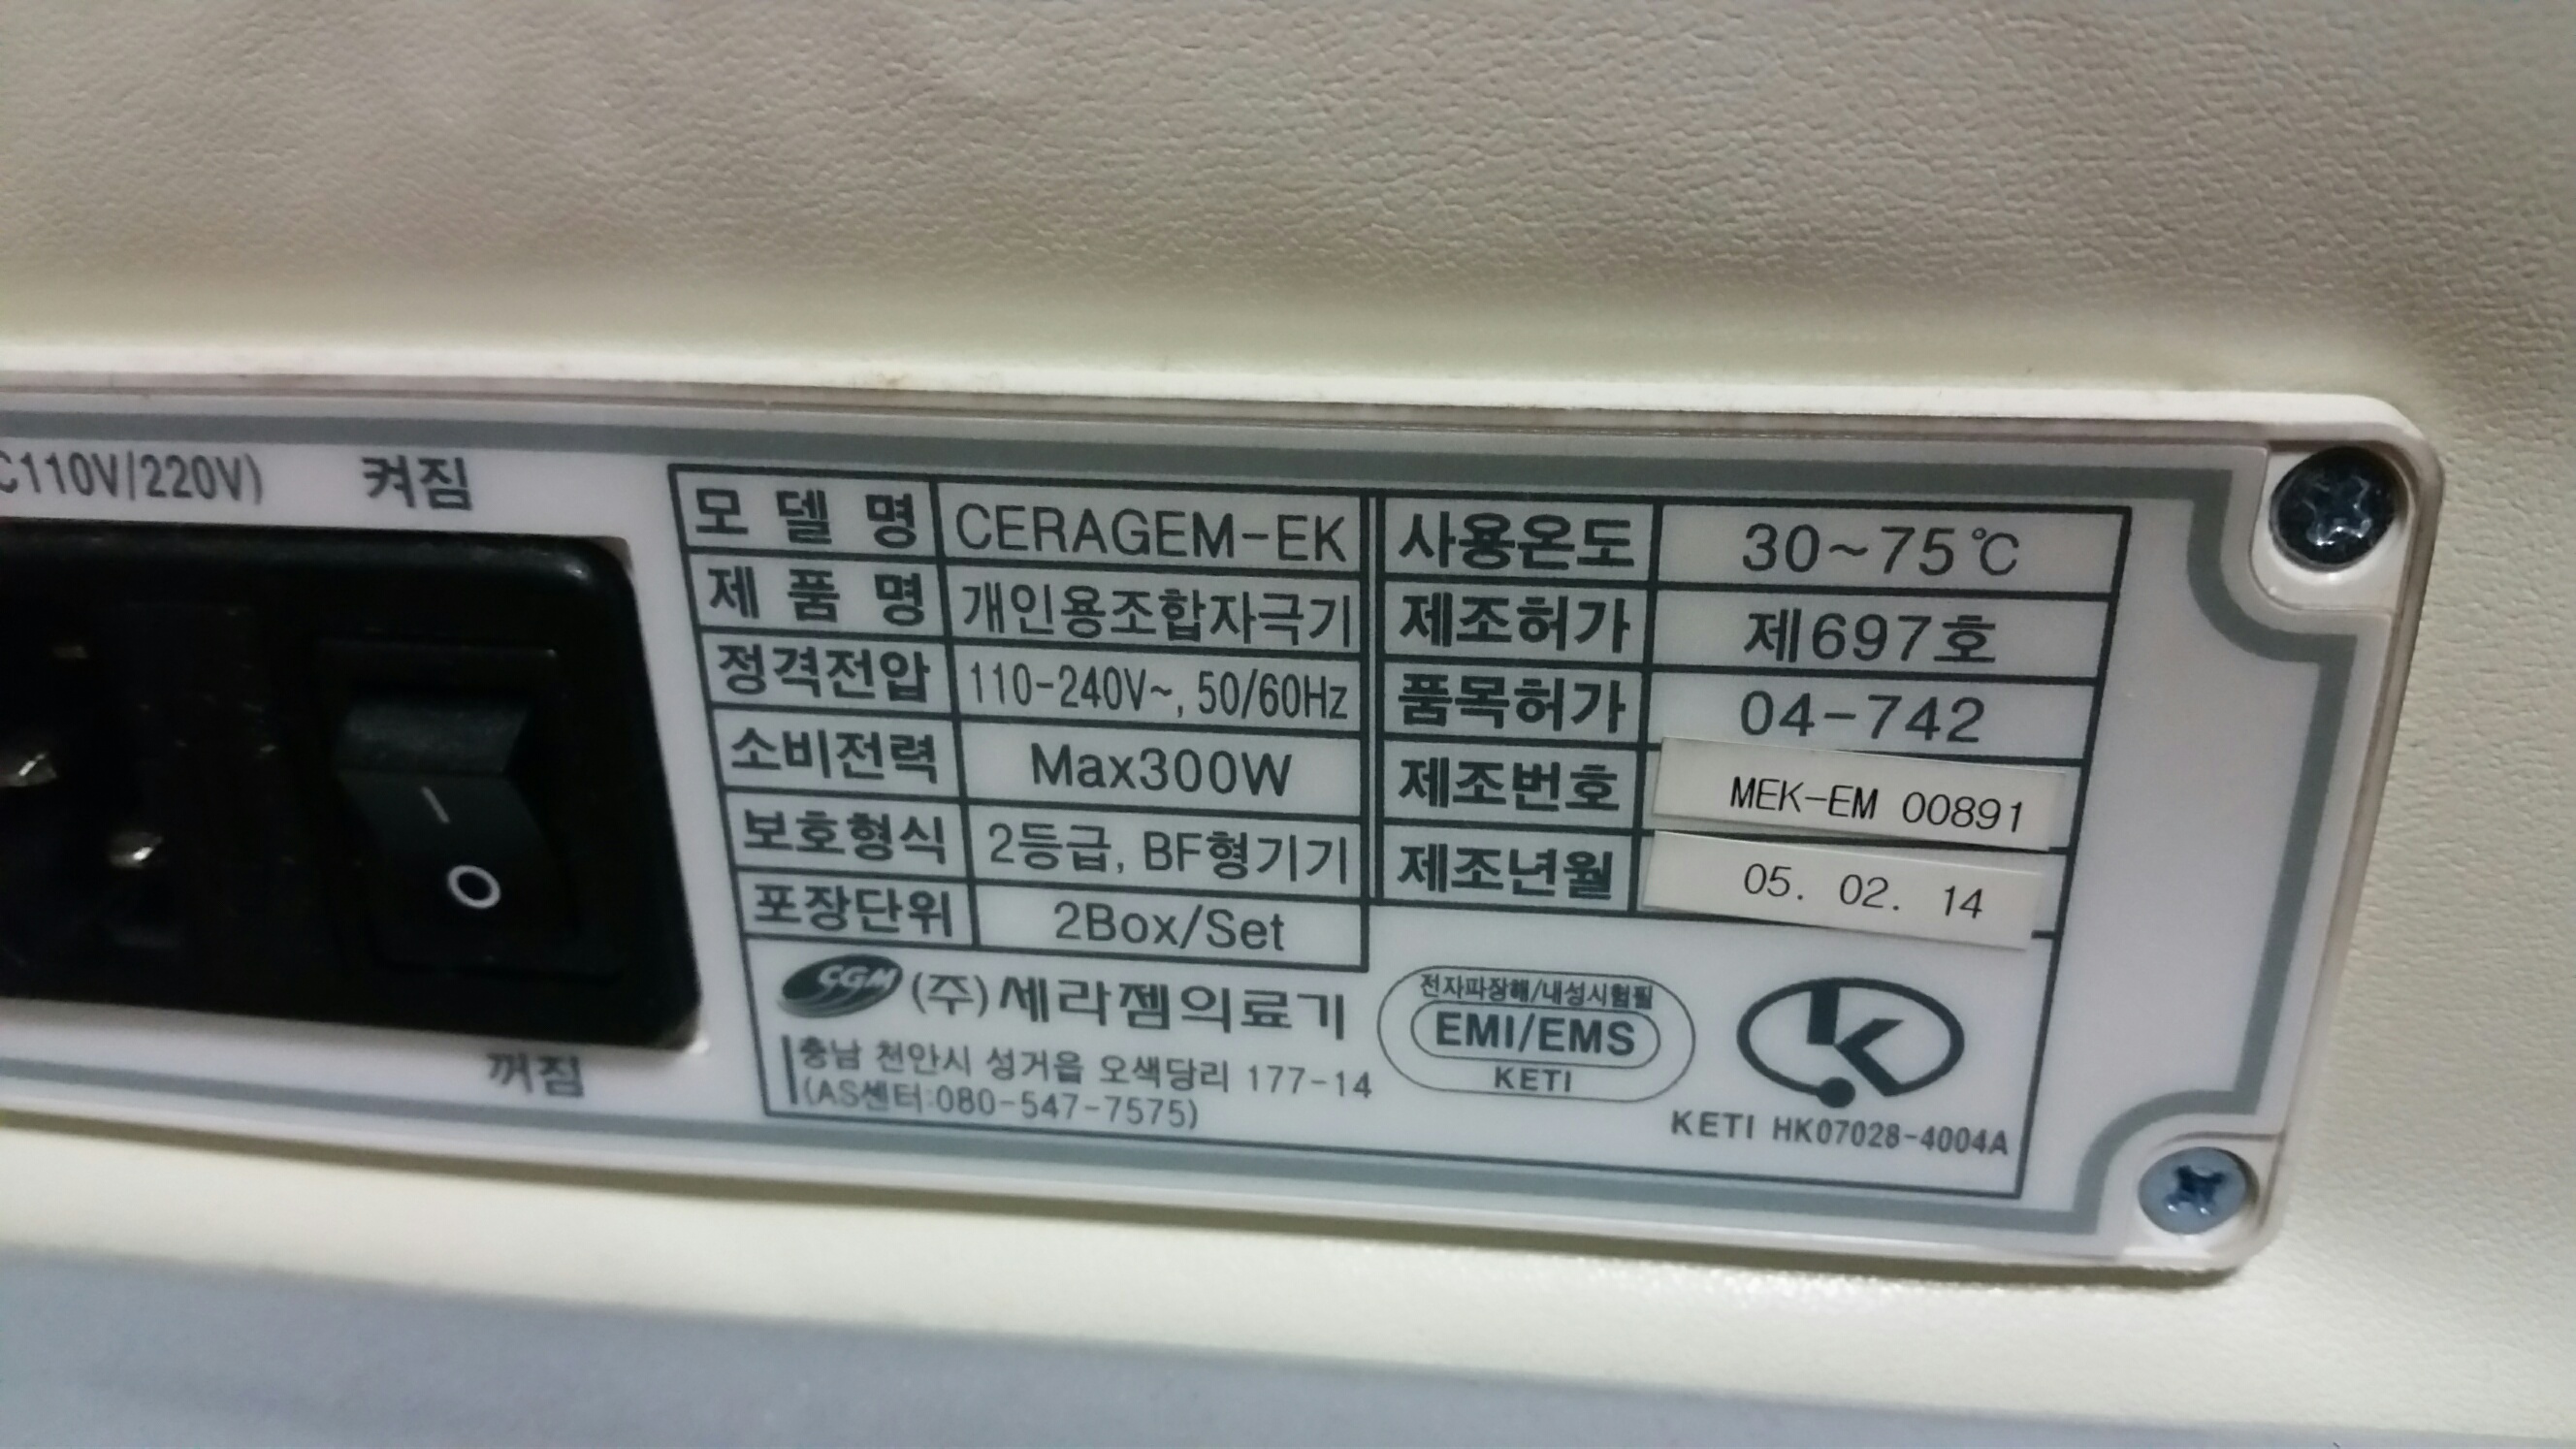 C110V/220V) 켜짐
모델명 CERAGEM-EK 사용온도 30~75℃
제품명 개인용조합자극기 제조허가 제697호
정격전압 110-240V~, 50/60Hz 품목허가 04-742
소비전력 Max300W 제조번호 MEK-EM 00891
보호형식 2등급, BF형기기 제조년월 05. 02. 14
포장단위 2Box/Set
CGM (주)세라젬의료기
충남 천안시 성거읍 오색당리 177-14
(AS센터:080-547-7575)
전자파장해/내성시험필
EMI/EMS
KETI
KETI HK07028-4004A
꺼짐